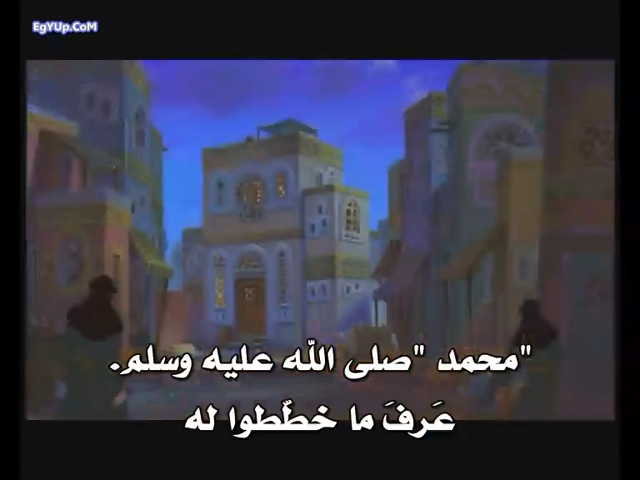 EgYUp.CoM
"محمد "صلى الله عليه وسلم.
عَرفَ ما خطّطوا له